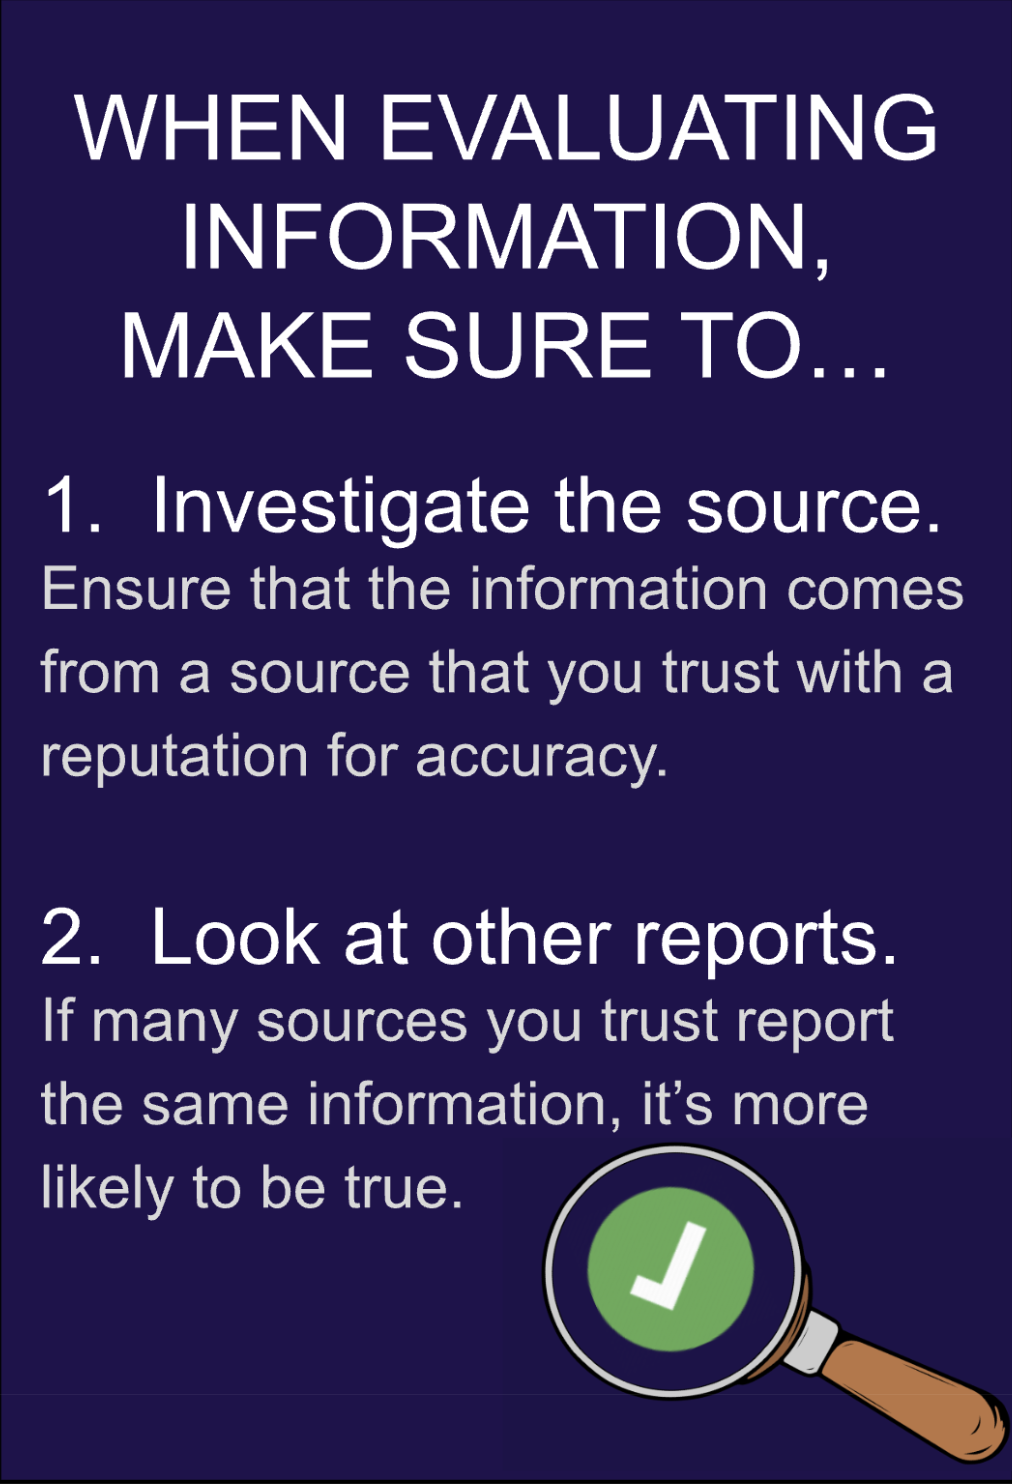 WHEN EVALUATING
INFORMATION,
MAKE SURE TO…
1. Investigate the source.
Ensure that the information comes
from a source that you trust with a
reputation for accuracy.
2. Look at other reports.
If many sources you trust report
the same information, it’s more
likely to be true.